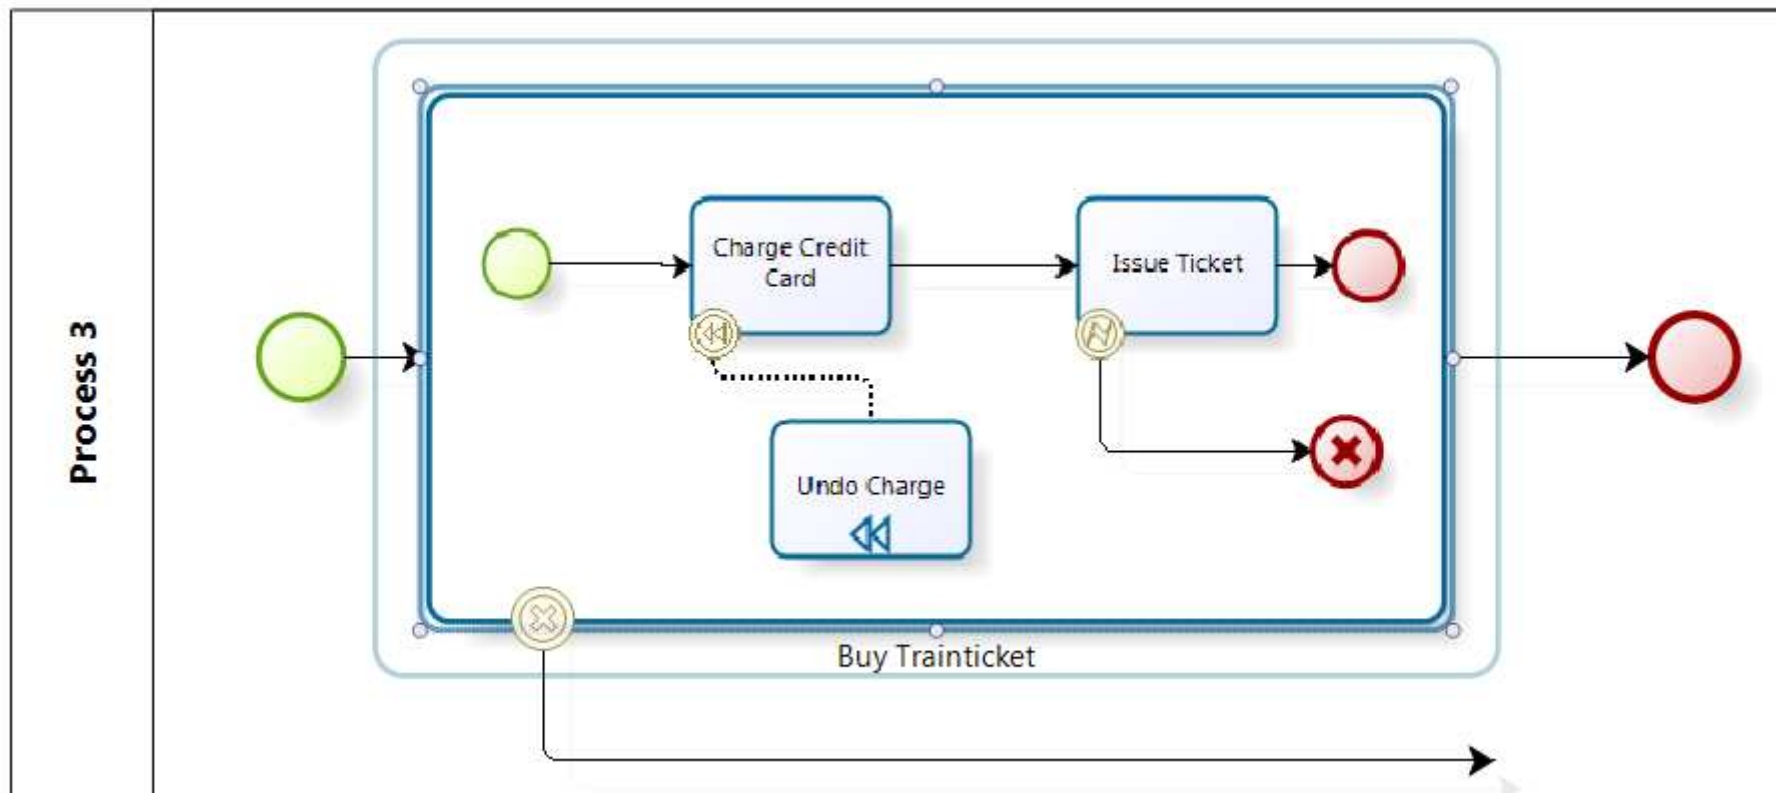 Process 3
Charge Credit
Card
Issue Ticket
Undo Charge
Buy Trainticket